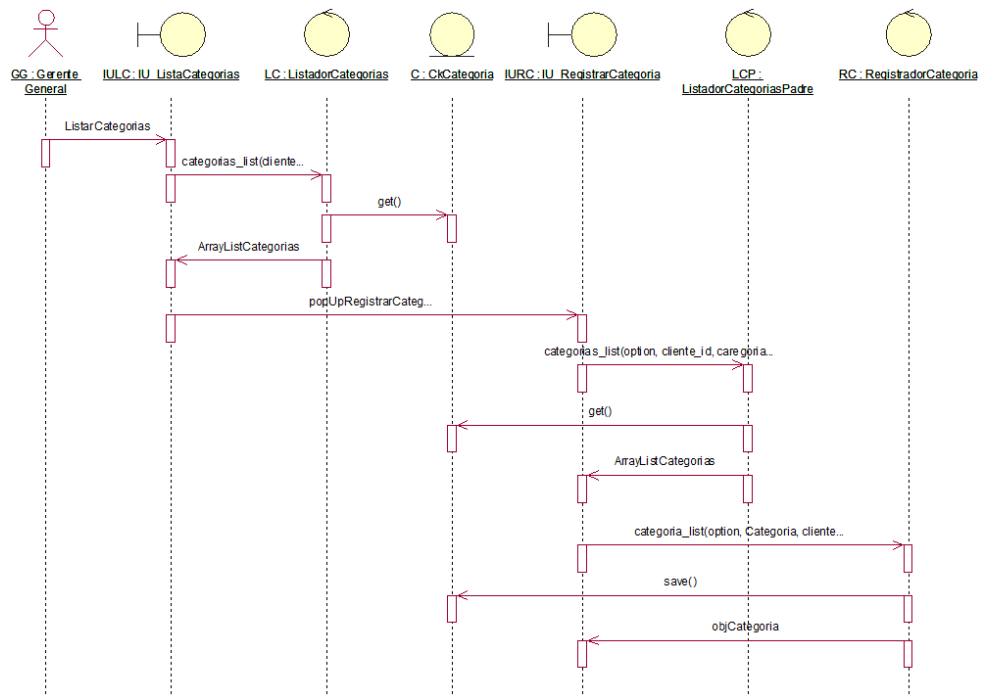 GG : Gerente General
IULC : IU_ListaCategorias
LC : ListadorCategorias
C : CkCategoria
IURC : IU_RegistrarCategoria
LCP : ListadorCategoriasPadre
RC : RegistradorCategoria
ListarCategorias
categorias_list(cliente...
get()
ArrayListCategorias
popUpRegistrarCateg...
categorias_list(option, cliente_id, caregoria...
get()
ArrayListCategorias
categoria_list(option, Categoria, cliente...
save()
objCategoria